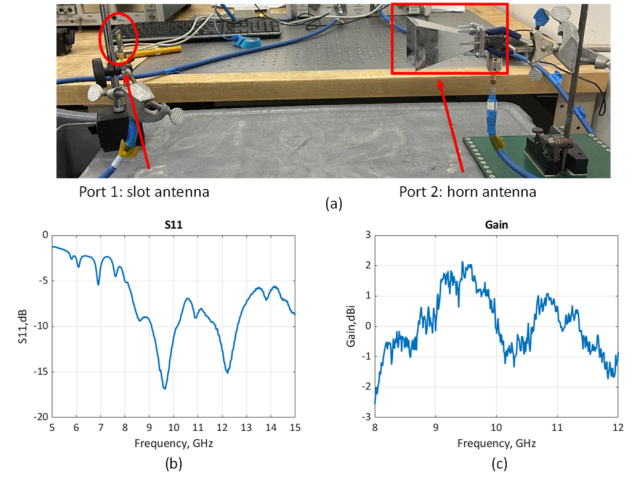 Port 1: slot antenna
Port 2: horn antenna
(a)
S11
0
-5
-10
-15
-20
S11,dB
5 6 7 8 9 10 11 12 13 14 15
Frequency, GHz
(b)
Gain
3
2
1
0
-1
-2
-3
Gain,dBi
8 9 10 11 12
Frequency, GHz
(c)